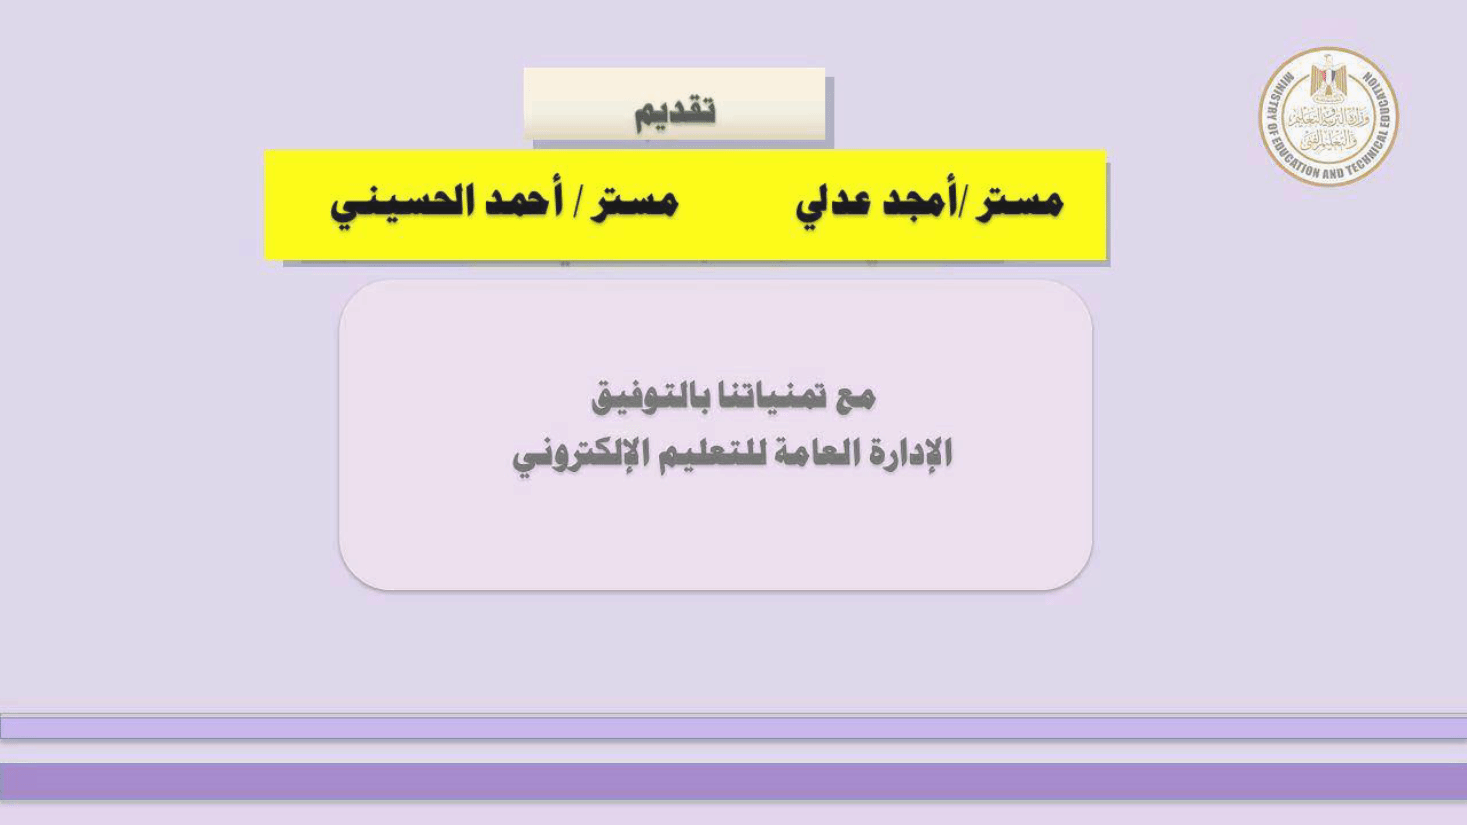 تقديم
مستر /أمجد عدلي مستر / أحمد الحسيني
مع تمنياتنا بالتوفيق
الإدارة العامة للتعليم الإلكتروني
وزارة التربية والتعليم
والتعليم الفني
MINISTRY OF EDUCATION AND TECHNICAL EDUCATION